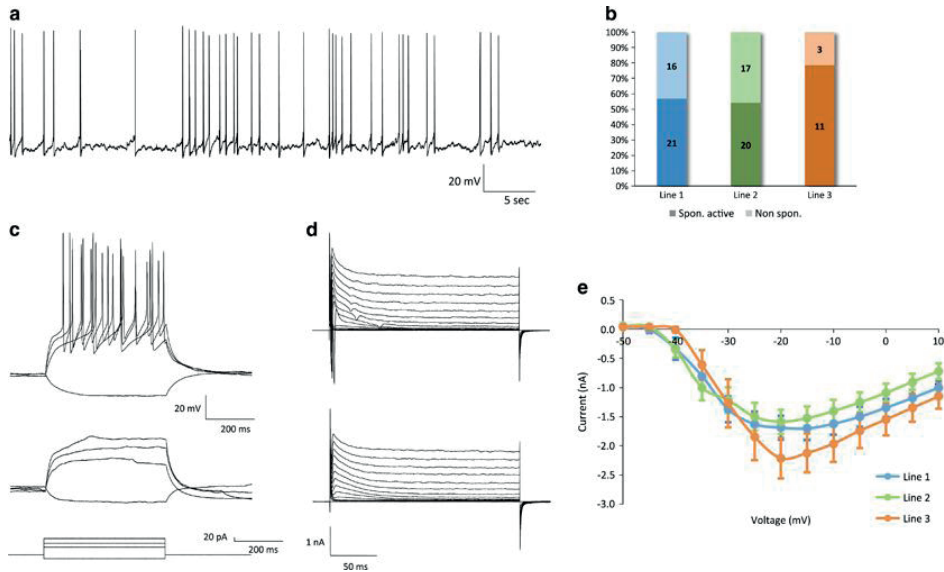 a
20 mV
5 sec
b
100%
90%
80%
70%
60%
50%
40%
30%
20%
10%
0%
16
21
17
20
3
11
Line 1
Line 2
Line 3
Spon. active
Non spon.
c
20 mV
200 ms
20 pA
200 ms
d
1 nA
50 ms
e
0.5
0.0
-0.5
-1.0
-1.5
-2.0
-2.5
-3.0
-50
-40
-30
-20
-10
0
10
Current (nA)
Voltage (mV)
Line 1
Line 2
Line 3